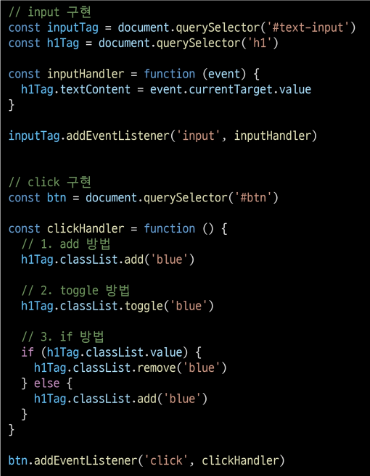 // input 구현
const inputTag = document.querySelector('#text-input')
const h1Tag = document.querySelector('h1')
const inputHandler = function (event) {
h1Tag.textContent = event.currentTarget.value
}
inputTag.addEventListener('input', inputHandler)
// click 구현
const btn = document.querySelector('#btn')
const clickHandler = function () {
// 1. add 방법
h1Tag.classList.add('blue')
// 2. toggle 방법
h1Tag.classList.toggle('blue')
// 3. if 방법
if (h1Tag.classList.value) {
h1Tag.classList.remove('blue')
} else {
h1Tag.classList.add('blue')
}
}
btn.addEventListener('click', clickHandler)